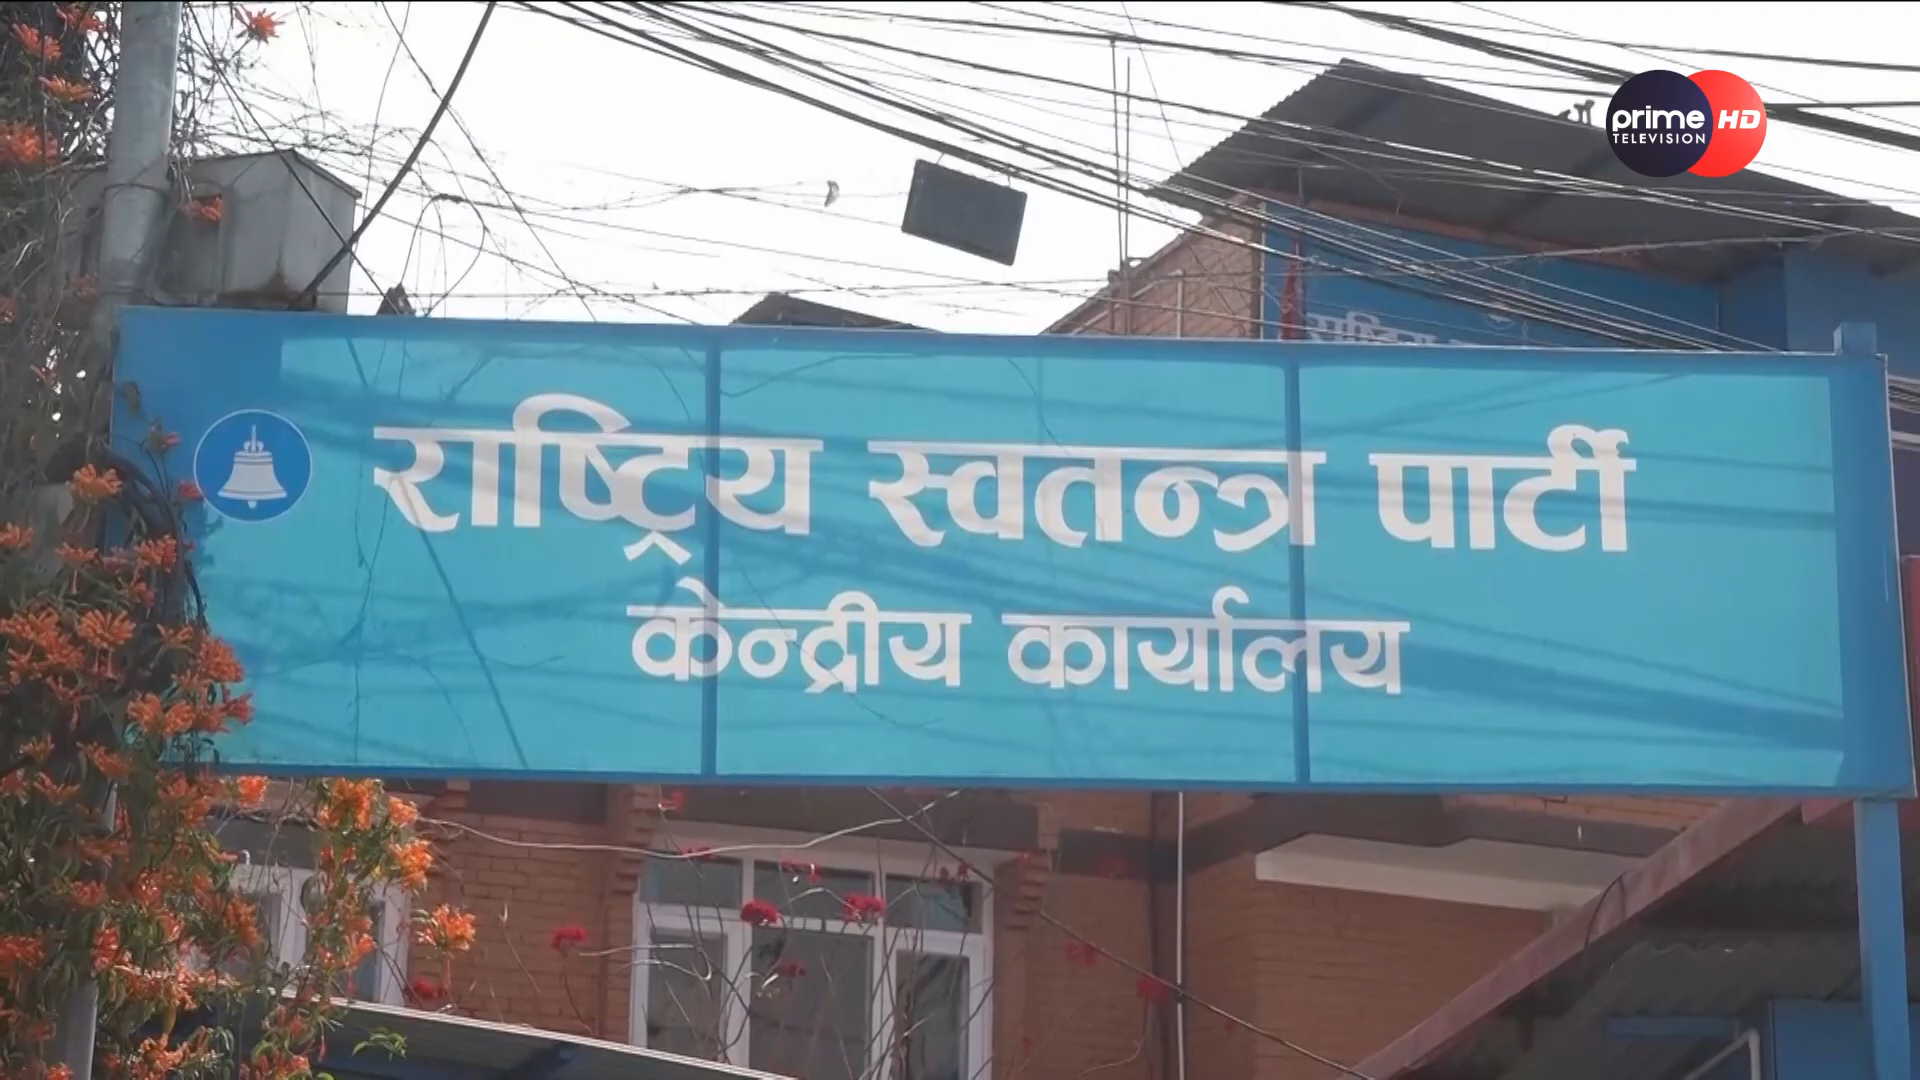 prime HD
TELEVISION
राष्ट्रिय
राष्ट्रिय स्वतन्त्र पार्टी
केन्द्रीय कार्यालय